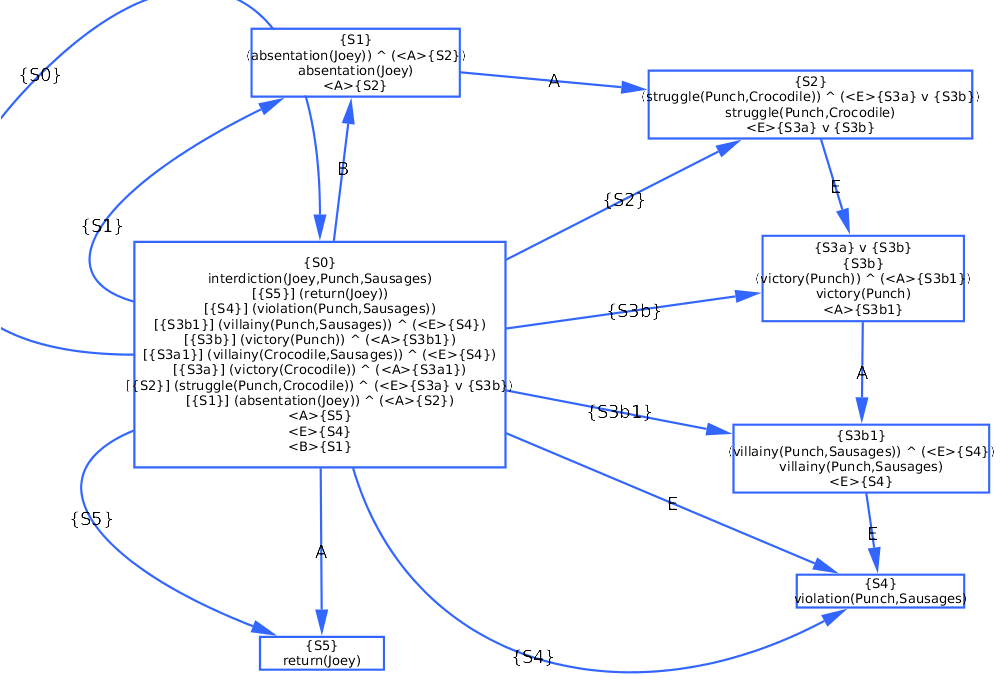 {S0}
{S1}
(absentation(Joey)) ^ (<A>{S2})
absentation(Joey)
<A>{S2}
A
{S2}
(struggle(Punch,Crocodile)) ^ (<E>{S3a} v {S3b})
struggle(Punch,Crocodile)
<E>{S3a} v {S3b}
B
E
{S2}
{S1}
{S0}
interdiction(Joey,Punch,Sausages)
[{S5}] (return(Joey))
[{S4}] (violation(Punch,Sausages))
[{S3b1}] (villainy(Punch,Sausages)) ^ (<E>{S4})
[{S3b}] (victory(Punch)) ^ (<A>{S3b1})
[{S3a1}] (villainy(Crocodile,Sausages)) ^ (<E>{S4})
[{S3a}] (victory(Crocodile)) ^ (<A>{S3a1})
[{S2}] (struggle(Punch,Crocodile)) ^ (<E>{S3a} v {S3b})
[{S1}] (absentation(Joey)) ^ (<A>{S2})
<A>{S5}
<E>{S4}
<B>{S1}
{S3a} v {S3b}
{S3b}
(victory(Punch)) ^ (<A>{S3b1})
victory(Punch)
<A>{S3b1}
{S3b}
A
{S3b1}
{S3b1}
(villainy(Punch,Sausages)) ^ (<E>{S4})
villainy(Punch,Sausages)
<E>{S4}
E
E
{S5}
A
{S4}
violation(Punch,Sausages)
{S5}
return(Joey)
{S4}